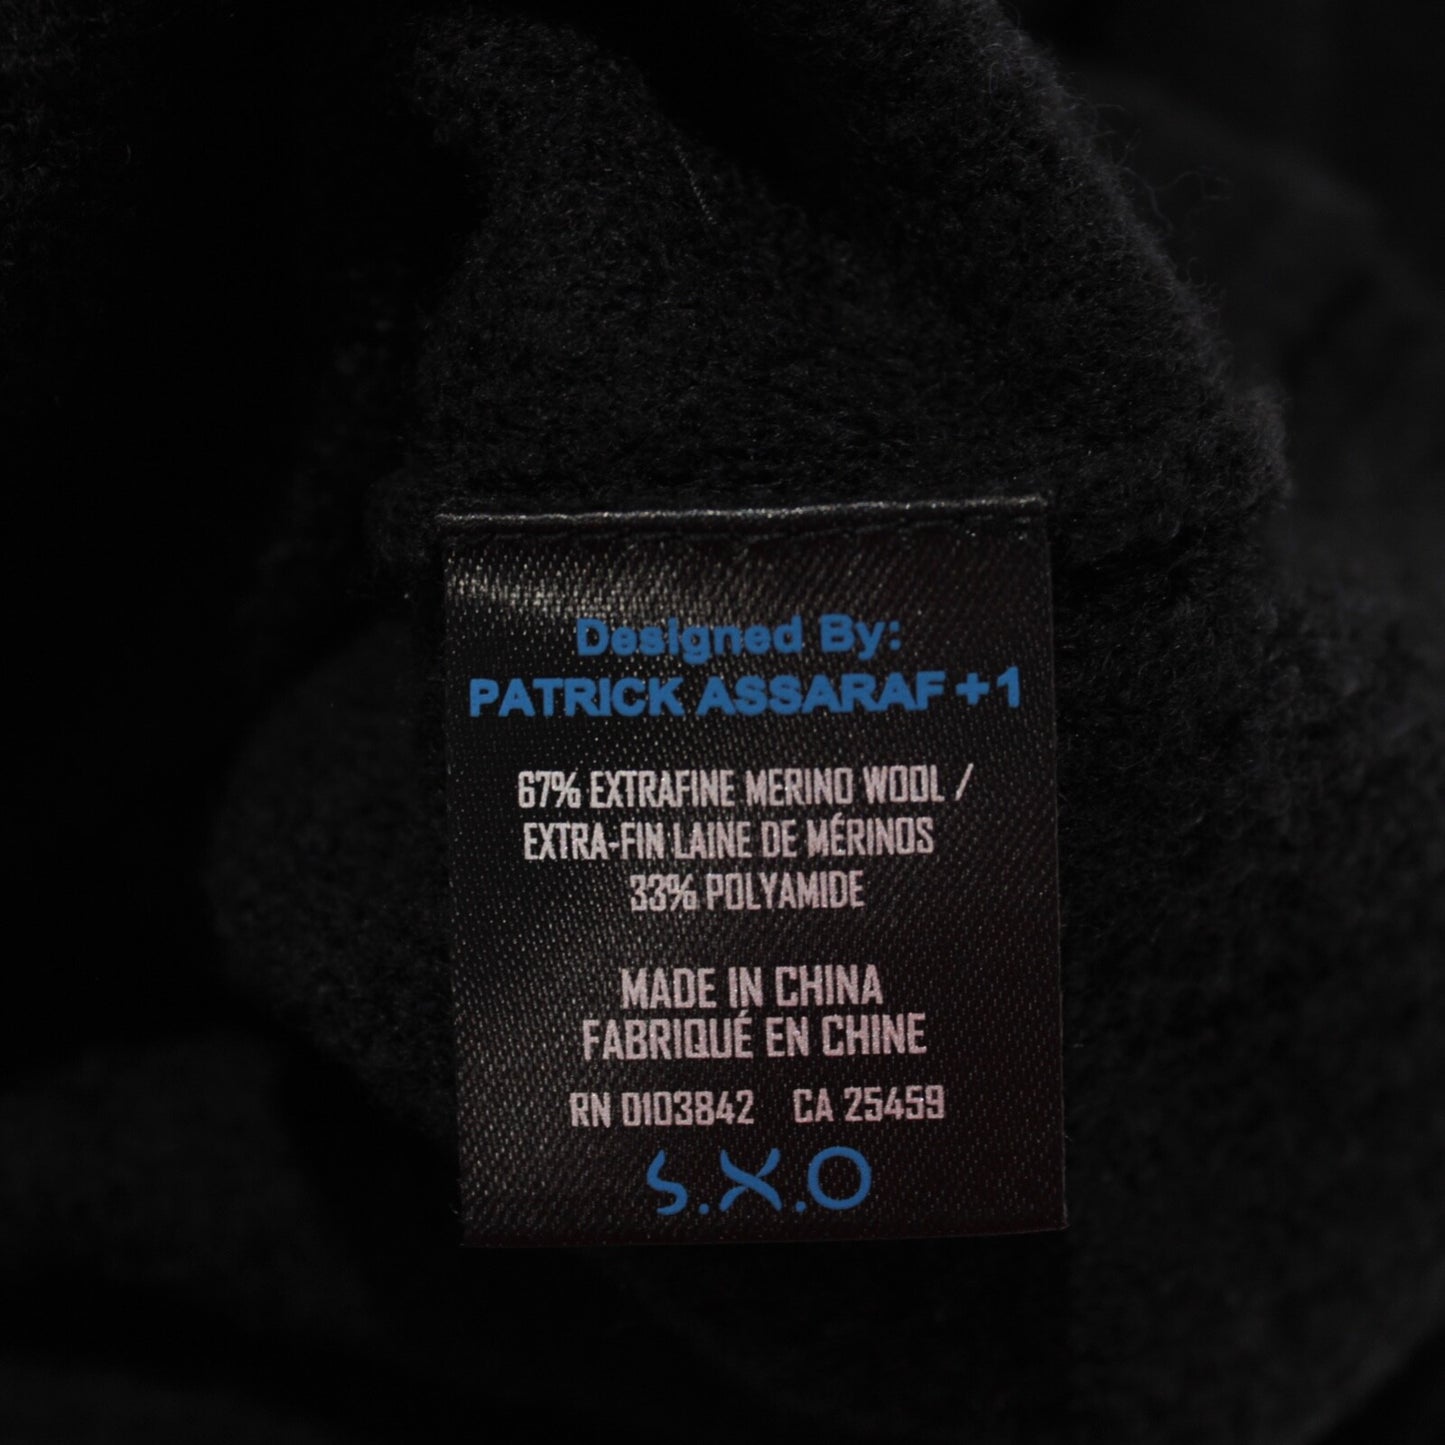 Designed By:
PATRICK ASSARAF +1
67% EXTRAFINE MERINO WOOL /
EXTRA-FIN LAINE DE MÉRINOS
33% POLYAMIDE
MADE IN CHINA
FABRIQUÉ EN CHINE
RN 0103842 CA 25459
S.X.O